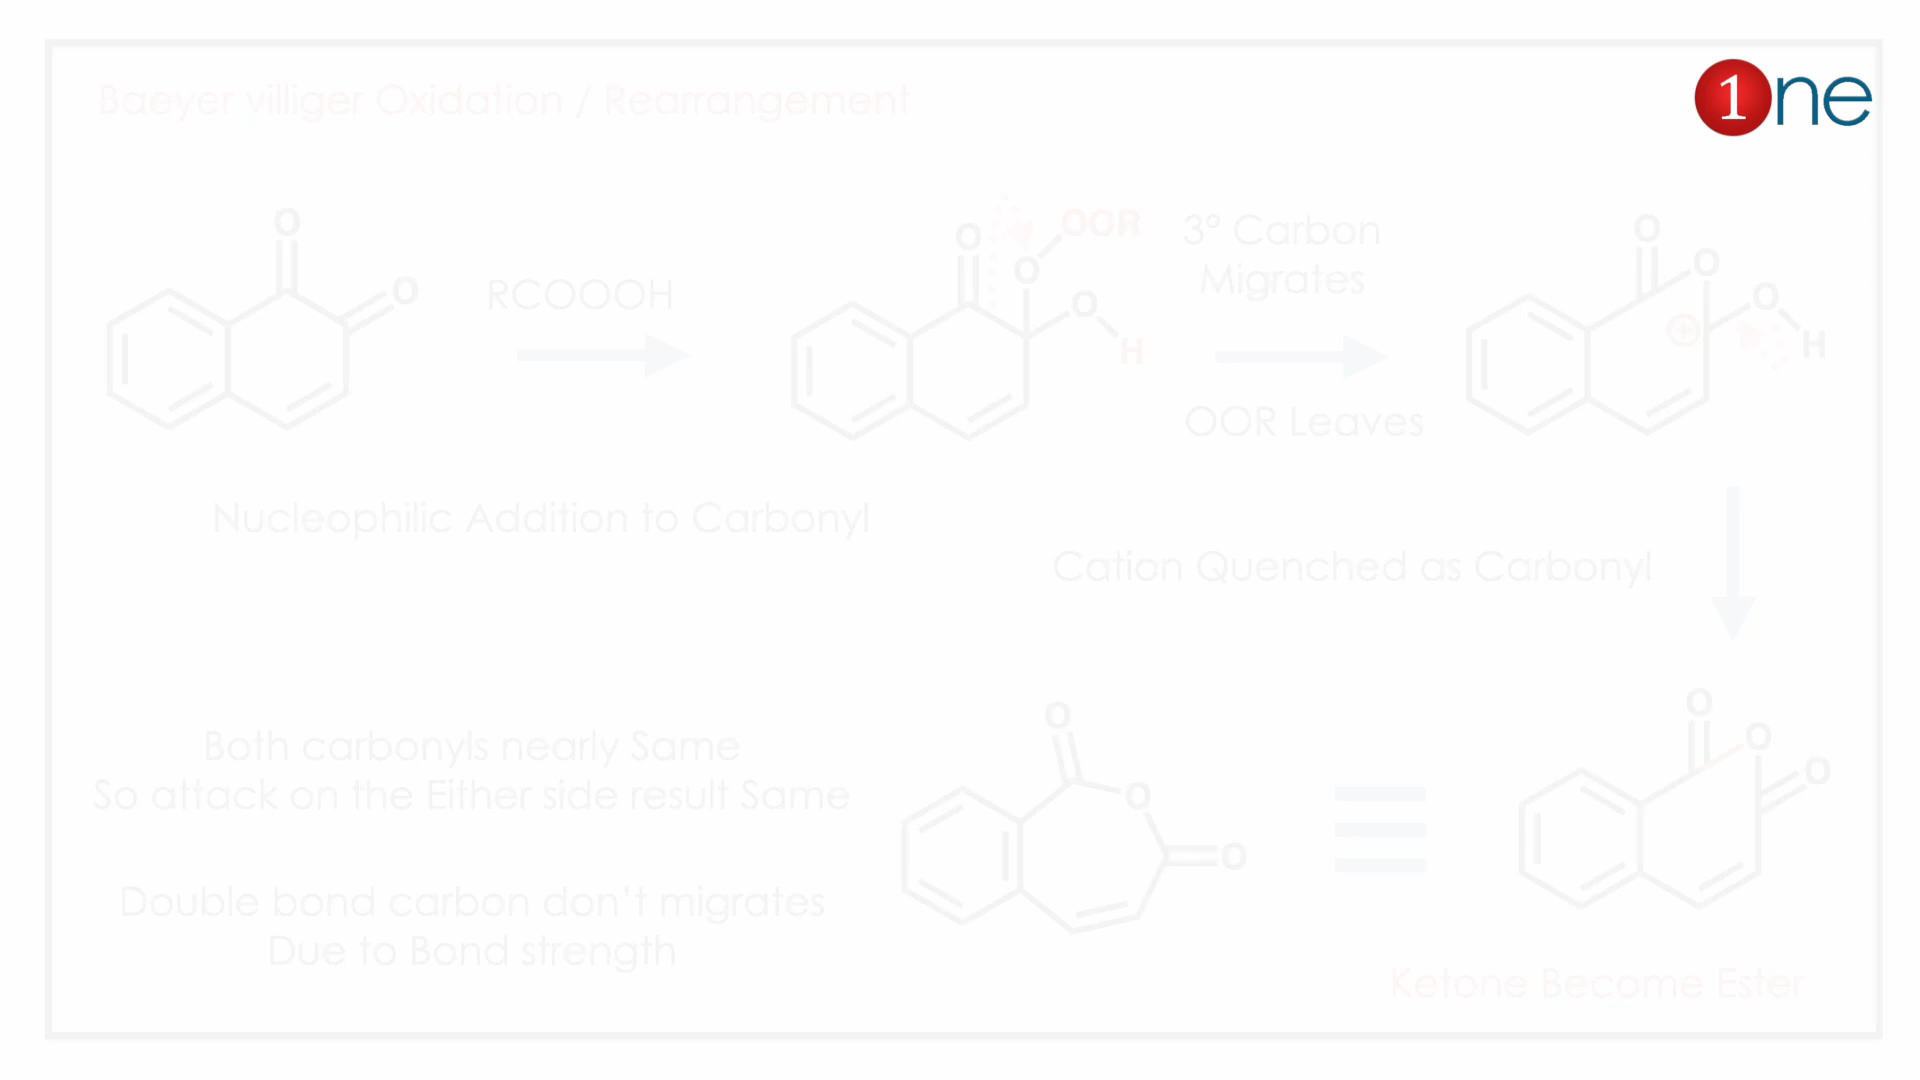 Baeyer villiger Oxidation / Rearrangement
1ne
O
O
RCOOOH
O
OOR
O
O
H
3º Carbon
Migrates
OOR Leaves
O
O
O
H
Nucleophilic Addition to Carbonyl
Cation Quenched as Carbonyl
Both carbonyls nearly Same
So attack on the Either side result Same
Double bond carbon don't migrates
Due to Bond strength
O
O
O
O
O
O
Ketone Become Ester